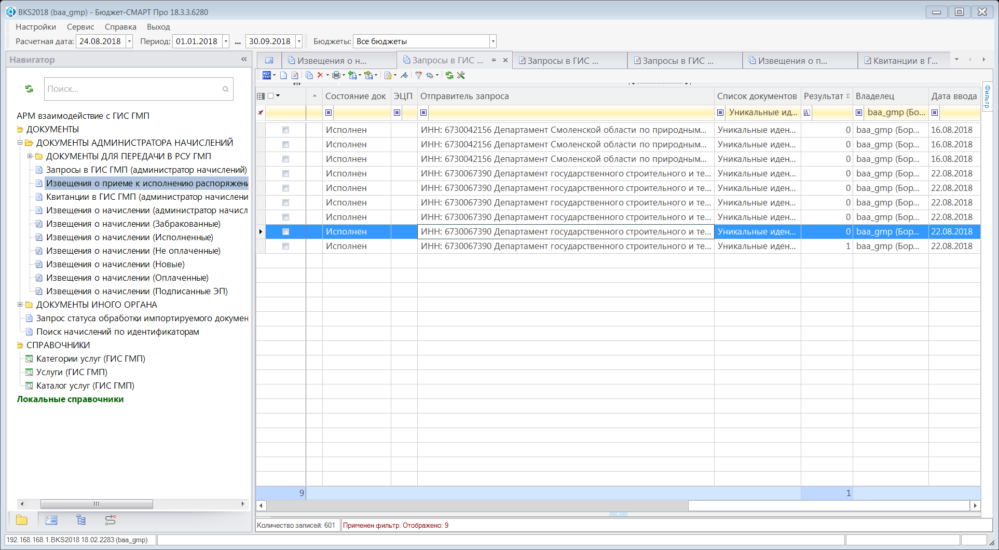 BKS2018 (baa_gmp) - Бюджет-СМАРТ Про 18.3.3.6280
Настройки Сервис Справка Выход
Расчетная дата: 24.08.2018 Период: 01.01.2018 ... 30.09.2018 Бюджеты: Все бюджеты
Навигатор
Поиск...
АРМ взаимодействие с ГИС ГМП
ДОКУМЕНТЫ
ДОКУМЕНТЫ АДМИНИСТРАТОРА НАЧИСЛЕНИЙ
ДОКУМЕНТЫ ДЛЯ ПЕРЕДАЧИ В РСУ ГМП
Запросы в ГИС ГМП (администратор начислений)
Извещения о приеме к исполнению распоряжени
Квитанции в ГИС ГМП (администратор начислени
Извещения о начислении (администратор начисл
Извещения о начислении (Забракованные)
Извещения о начислении (Исполненные)
Извещения о начислении (Не оплаченные)
Извещения о начислении (Новые)
Извещения о начислении (Оплаченные)
Извещения о начислении (Подписанные ЭП)
ДОКУМЕНТЫ ИНОГО ОРГАНА
Запрос статуса обработки импортируемого докумен
Поиск начислений по идентификаторам
СПРАВОЧНИКИ
Категории услуг (ГИС ГМП)
Услуги (ГИС ГМП)
Каталог услуг (ГИС ГМП)
Локальные справочники
Извещения о н... Запросы в ГИС ... Запросы в ГИС ... Запросы в ГИС ... Извещения о п... Квитанции в Г...
РСУ ГМП
Фильтр
Состояние док ЭЦП Отправитель запроса Список документов Результат Σ Владелец Дата ввода
Уникальные ид... A baa_gmp (Бо...
Исполнен ИНН: 6730042156 Департамент Смоленской области по природным... Уникальные иден... 0 baa_gmp (Бор... 16.08.2018
Исполнен ИНН: 6730042156 Департамент Смоленской области по природным... Уникальные иден... 0 baa_gmp (Бор... 16.08.2018
Исполнен ИНН: 6730042156 Департамент Смоленской области по природным... Уникальные иден... 0 baa_gmp (Бор... 16.08.2018
Исполнен ИНН: 6730067390 Департамент государственного строительного и те... Уникальные иден... 0 baa_gmp (Бор... 22.08.2018
Исполнен ИНН: 6730067390 Департамент государственного строительного и те... Уникальные иден... 0 baa_gmp (Бор... 22.08.2018
Исполнен ИНН: 6730067390 Департамент государственного строительного и те... Уникальные иден... 0 baa_gmp (Бор... 22.08.2018
Исполнен ИНН: 6730067390 Департамент государственного строительного и те... Уникальные иден... 0 baa_gmp (Бор... 22.08.2018
Исполнен ИНН: 6730067390 Департамент государственного строительного и те... Уникальные иден... 0 baa_gmp (Бор... 22.08.2018
Исполнен ИНН: 6730067390 Департамент государственного строительного и те... Уникальные иден... 1 baa_gmp (Бор... 22.08.2018
9 1
Количество записей: 601 Применен фильтр. Отображено: 9
192.168.168.1.BKS2018 18.02.2283 (baa_gmp)